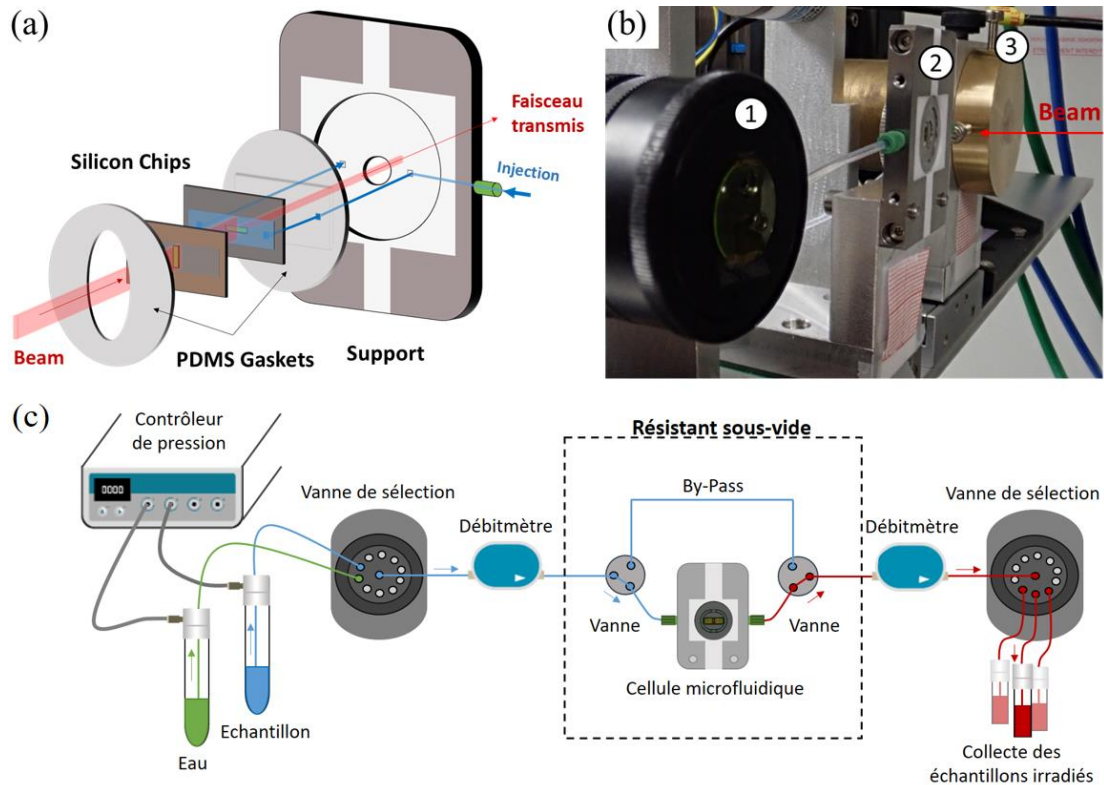 (a)
Faisceau
transmis
Silicon Chips
Injection
Beam
PDMS Gaskets
Support
(b)
1
2
3
Beam
(c)
Contrôleur
de pression
0000
Vanne de sélection
Débitmètre
Résistant sous-vide
By-Pass
Vanne
Vanne
Cellule microfluidique
Débitmètre
Vanne de sélection
Echantillon
Eau
Collecte des
échantillons irradiés